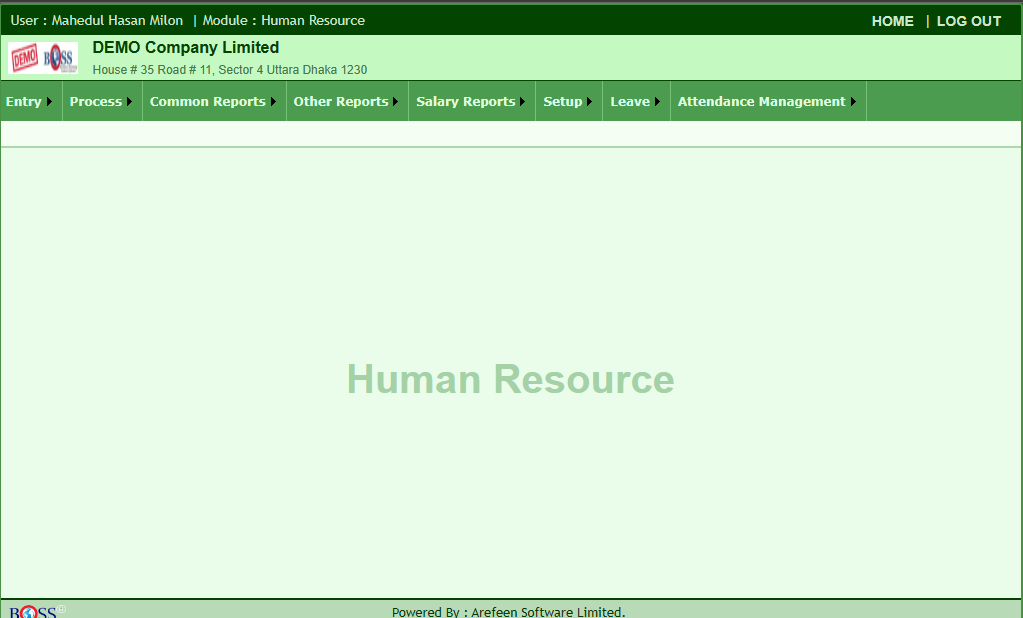 User : Mahedul Hasan Milon | Module : Human Resource
HOME | LOG OUT
DEMO BOSS
DEMO Company Limited
House # 35 Road # 11, Sector 4 Uttara Dhaka 1230
Entry Process Common Reports Other Reports Salary Reports Setup Leave Attendance Management
Human Resource
BOSS®
Powered By : Arefeen Software Limited.